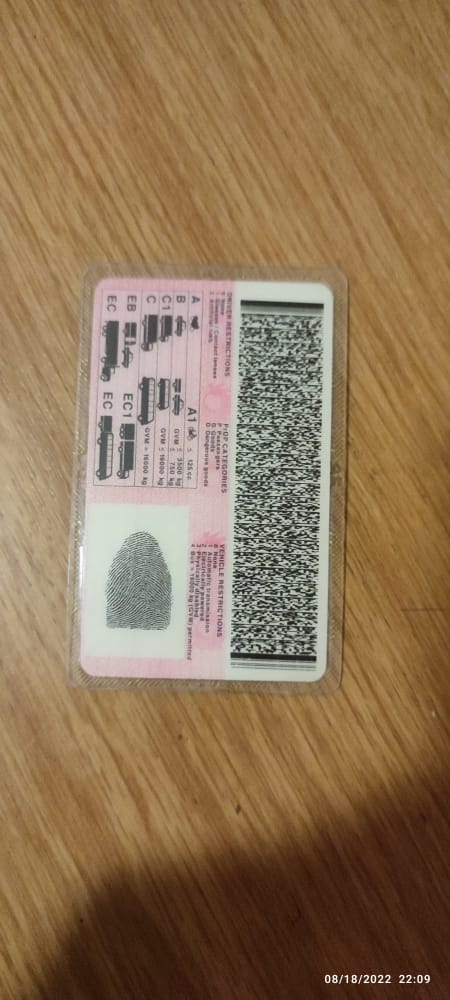 DRIVER RESTRICTIONS
0 None
1 Glasses / Contact lenses
2 Artificial limb
PrDP CATEGORIES
P Passengers
G Goods
D Dangerous goods
VEHICLE RESTRICTIONS
0 None
1 Automatic transmission
2 Electrically powered
3 Physically disabled
4 Bus > 16000 kg (GVM) permitted
A
A1
≤ 125 cc
B
GVM ≤ 3500 kg
≤ 750 kg
C1
GVM ≤ 16000 kg
C
GVM > 16000 kg
EB
EC1
EC
EC
08/18/2022 22:09